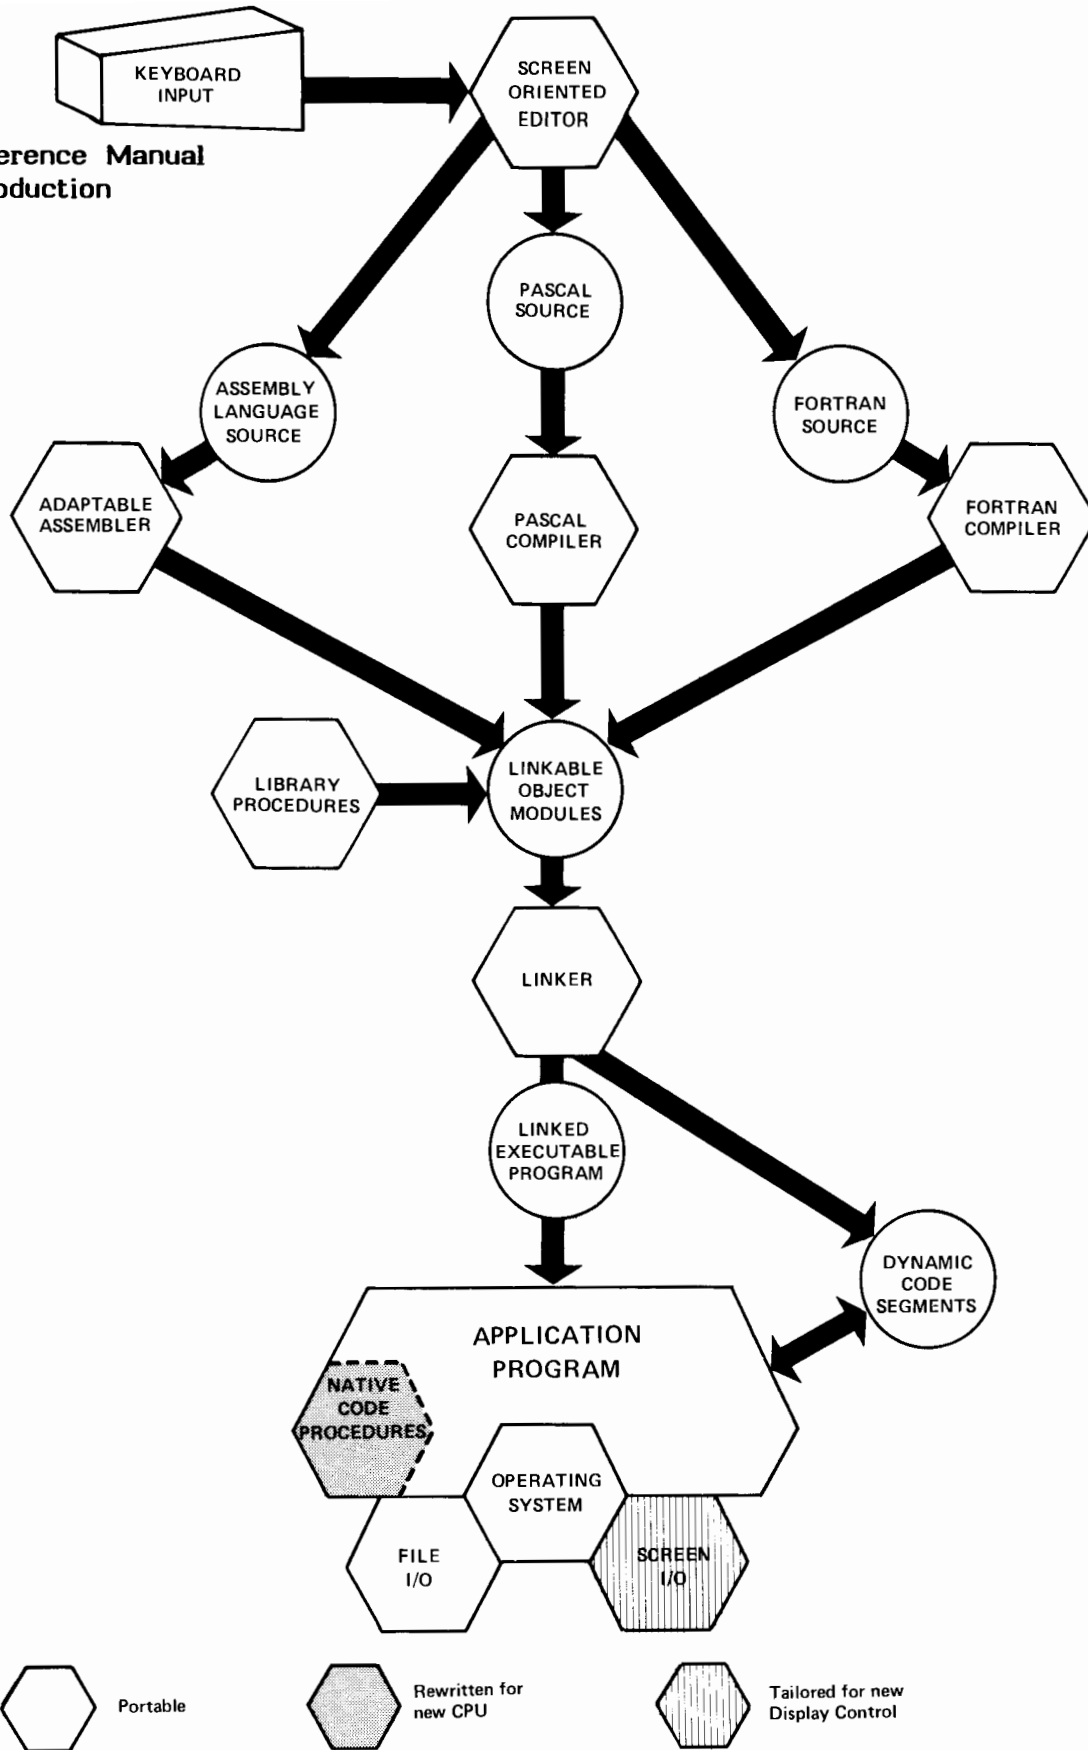 KEYBOARD
INPUT
SCREEN
ORIENTED
EDITOR
erence Manual
oduction
PASCAL
SOURCE
ASSEMBLY
LANGUAGE
SOURCE
FORTRAN
SOURCE
ADAPTABLE
ASSEMBLER
PASCAL
COMPILER
FORTRAN
COMPILER
LIBRARY
PROCEDURES
LINKABLE
OBJECT
MODULES
LINKER
LINKED
EXECUTABLE
PROGRAM
DYNAMIC
CODE
SEGMENTS
APPLICATION
PROGRAM
NATIVE
CODE
PROCEDURES
OPERATING
SYSTEM
FILE
I/O
SCREEN
I/O
Portable
Rewritten for
new CPU
Tailored for new
Display Control